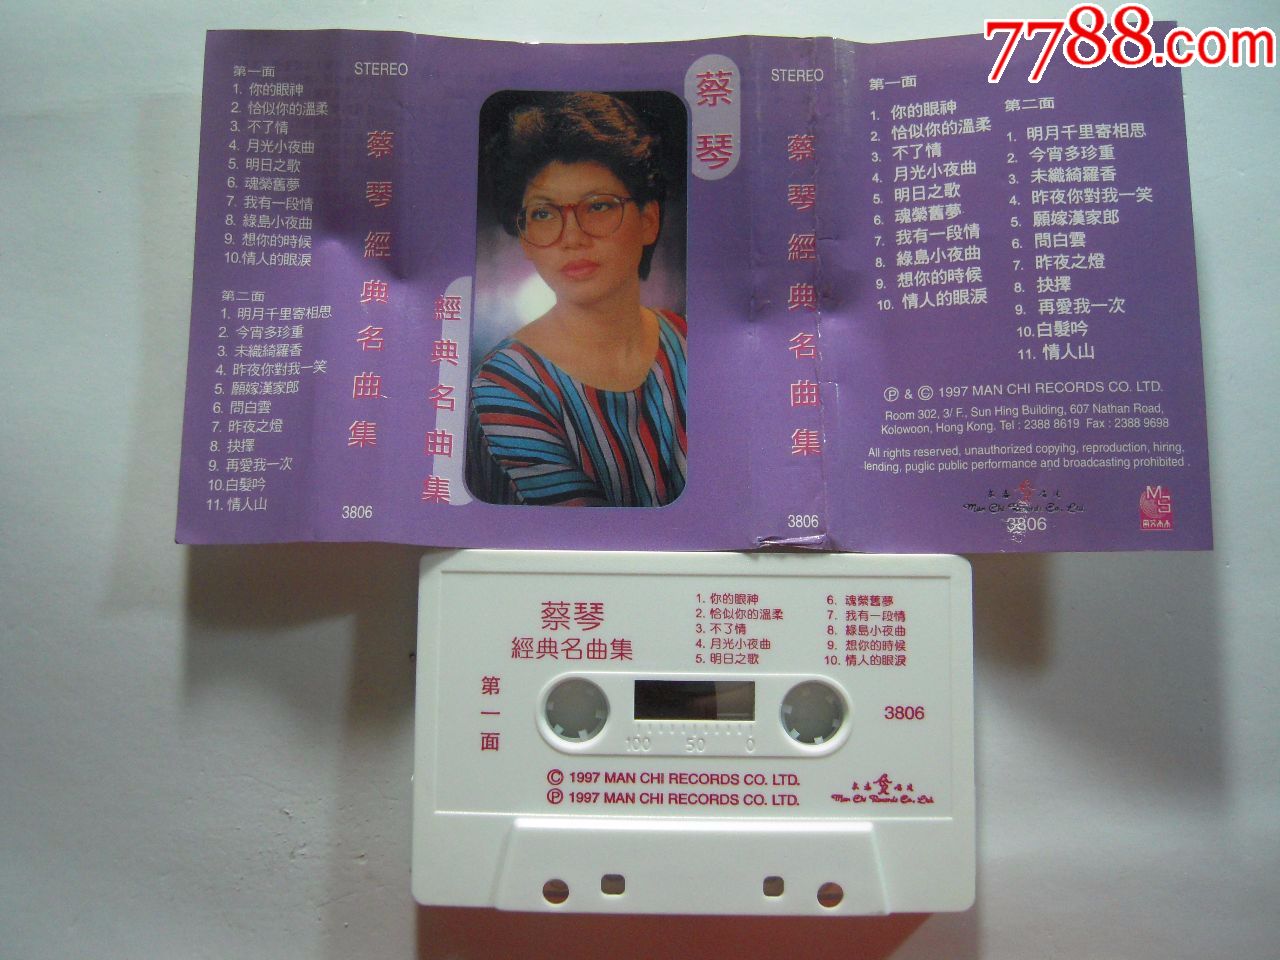 7788.com
第一面
1. 你的眼神
2. 恰似你的溫柔
3. 不了情
4. 月光小夜曲
5. 明日之歌
6. 魂縈舊夢
7. 我有一段情
8. 綠島小夜曲
9. 想你的時候
10.情人的眼淚
第二面
1. 明月千里寄相思
2. 今宵多珍重
3. 未織綺羅香
4. 昨夜你對我一笑
5. 願嫁漢家郎
6. 問白雲
7. 昨夜之燈
8. 抉擇
9. 再愛我一次
10.白髮吟
11. 情人山
STEREO
蔡琴經典名曲集
3806
蔡琴
經典名曲集
STEREO
蔡琴經典名曲集
3806
第一面
1. 你的眼神
2. 恰似你的溫柔
3. 不了情
4. 月光小夜曲
5. 明日之歌
6. 魂縈舊夢
7. 我有一段情
8. 綠島小夜曲
9. 想你的時候
10. 情人的眼淚
第二面
1. 明月千里寄相思
2. 今宵多珍重
3. 未織綺羅香
4. 昨夜你對我一笑
5. 願嫁漢家郎
6. 問白雲
7. 昨夜之燈
8. 抉擇
9. 再愛我一次
10.白髮吟
11. 情人山
Ⓟ & © 1997 MAN CHI RECORDS CO. LTD.
Room 302, 3/ F., Sun Hing Building, 607 Nathan Road,
Kolowoon, Hong Kong. Tel : 2388 8619 Fax : 2388 9698
All rights reserved, unauthorized copyihg, reproduction, hiring,
lending, puglic public performance and broadcasting prohibited .
Man Chi Records Co., Ltd.
3806
MS
蔡琴
經典名曲集
1. 你的眼神
2. 恰似你的溫柔
3. 不了情
4. 月光小夜曲
5. 明日之歌
6. 魂縈舊夢
7. 我有一段情
8. 綠島小夜曲
9. 想你的時候
10. 情人的眼淚
第一面
3806
100 50 0
© 1997 MAN CHI RECORDS CO. LTD.
Ⓟ 1997 MAN CHI RECORDS CO. LTD.
Man Chi Records Co., Ltd.